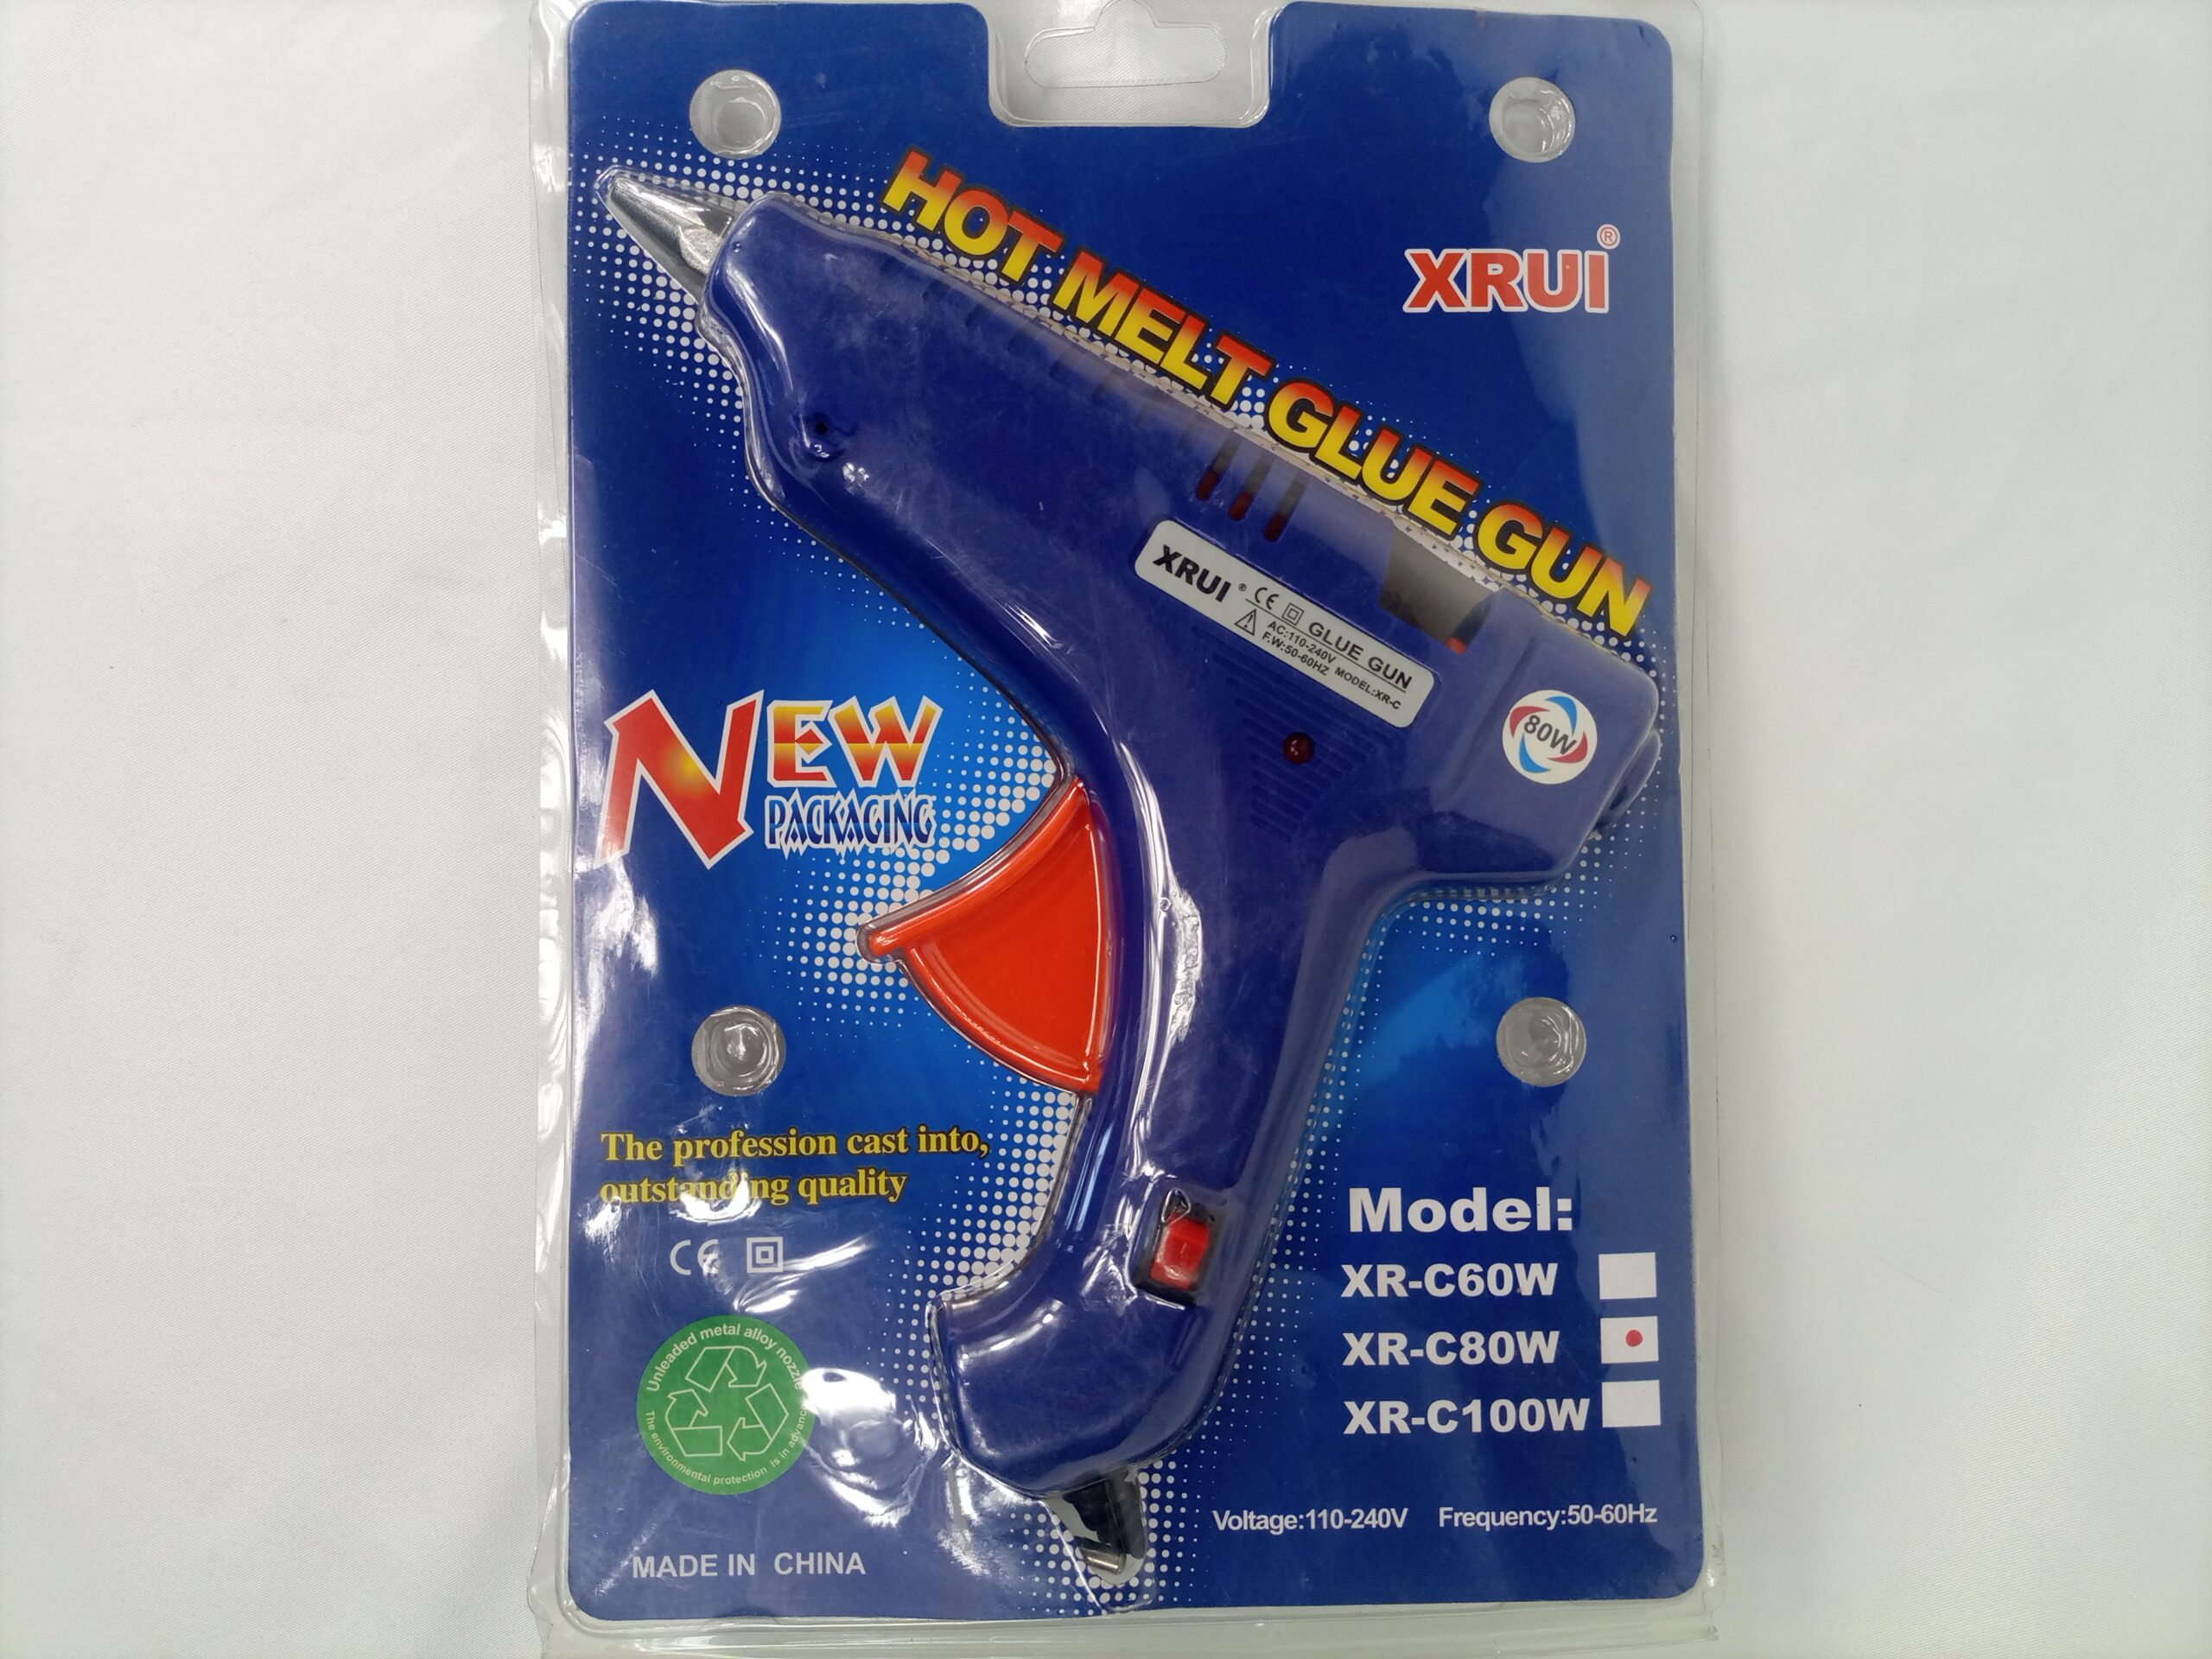 HOT MELT GLUE GUN
XRUI®
XRUI® CE GLUE GUN
AC:110-240V
F.W:50-60HZ MODEL:XR-C
80W
NEW
PACKAGING
The profession cast into,
outstanding quality
CE
Unleaded metal alloy nozzle
The environmental protection is in advance
MADE IN CHINA
Model:
XR-C60W
XR-C80W
XR-C100W
Voltage:110-240V Frequency:50-60Hz